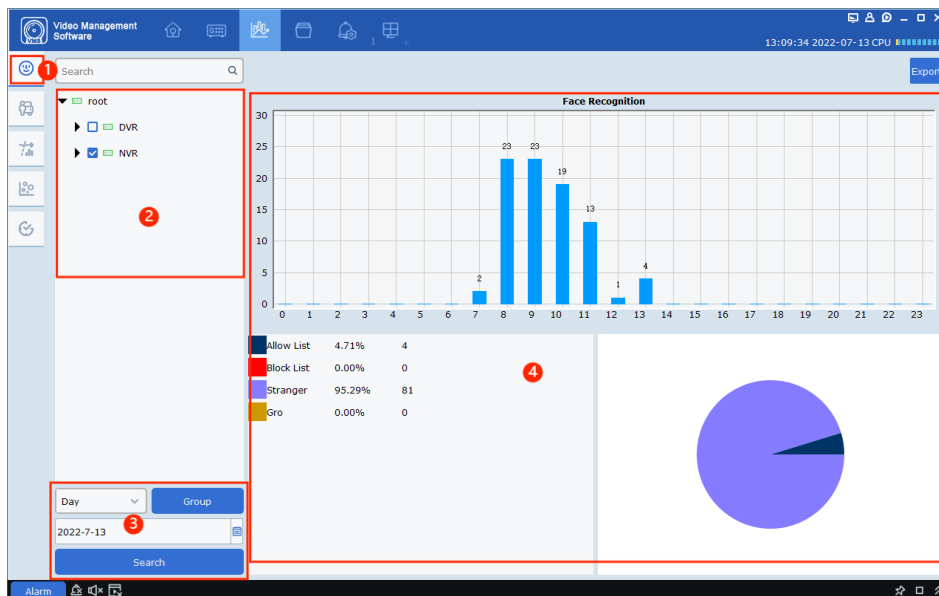 Video Management
Software
1
13:09:34 2022-07-13 CPU
1
Search
Export
root
DVR
NVR
2
Face Recognition
30
25
20
15
10
5
0
2
23
23
19
13
1
4
0 1 2 3 4 5 6 7 8 9 10 11 12 13 14 15 16 17 18 19 20 21 22 23
Allow List 4.71% 4
Block List 0.00% 0
Stranger 95.29% 81
Gro 0.00% 0
4
Day
Group
3
2022-7-13
Search
Alarm